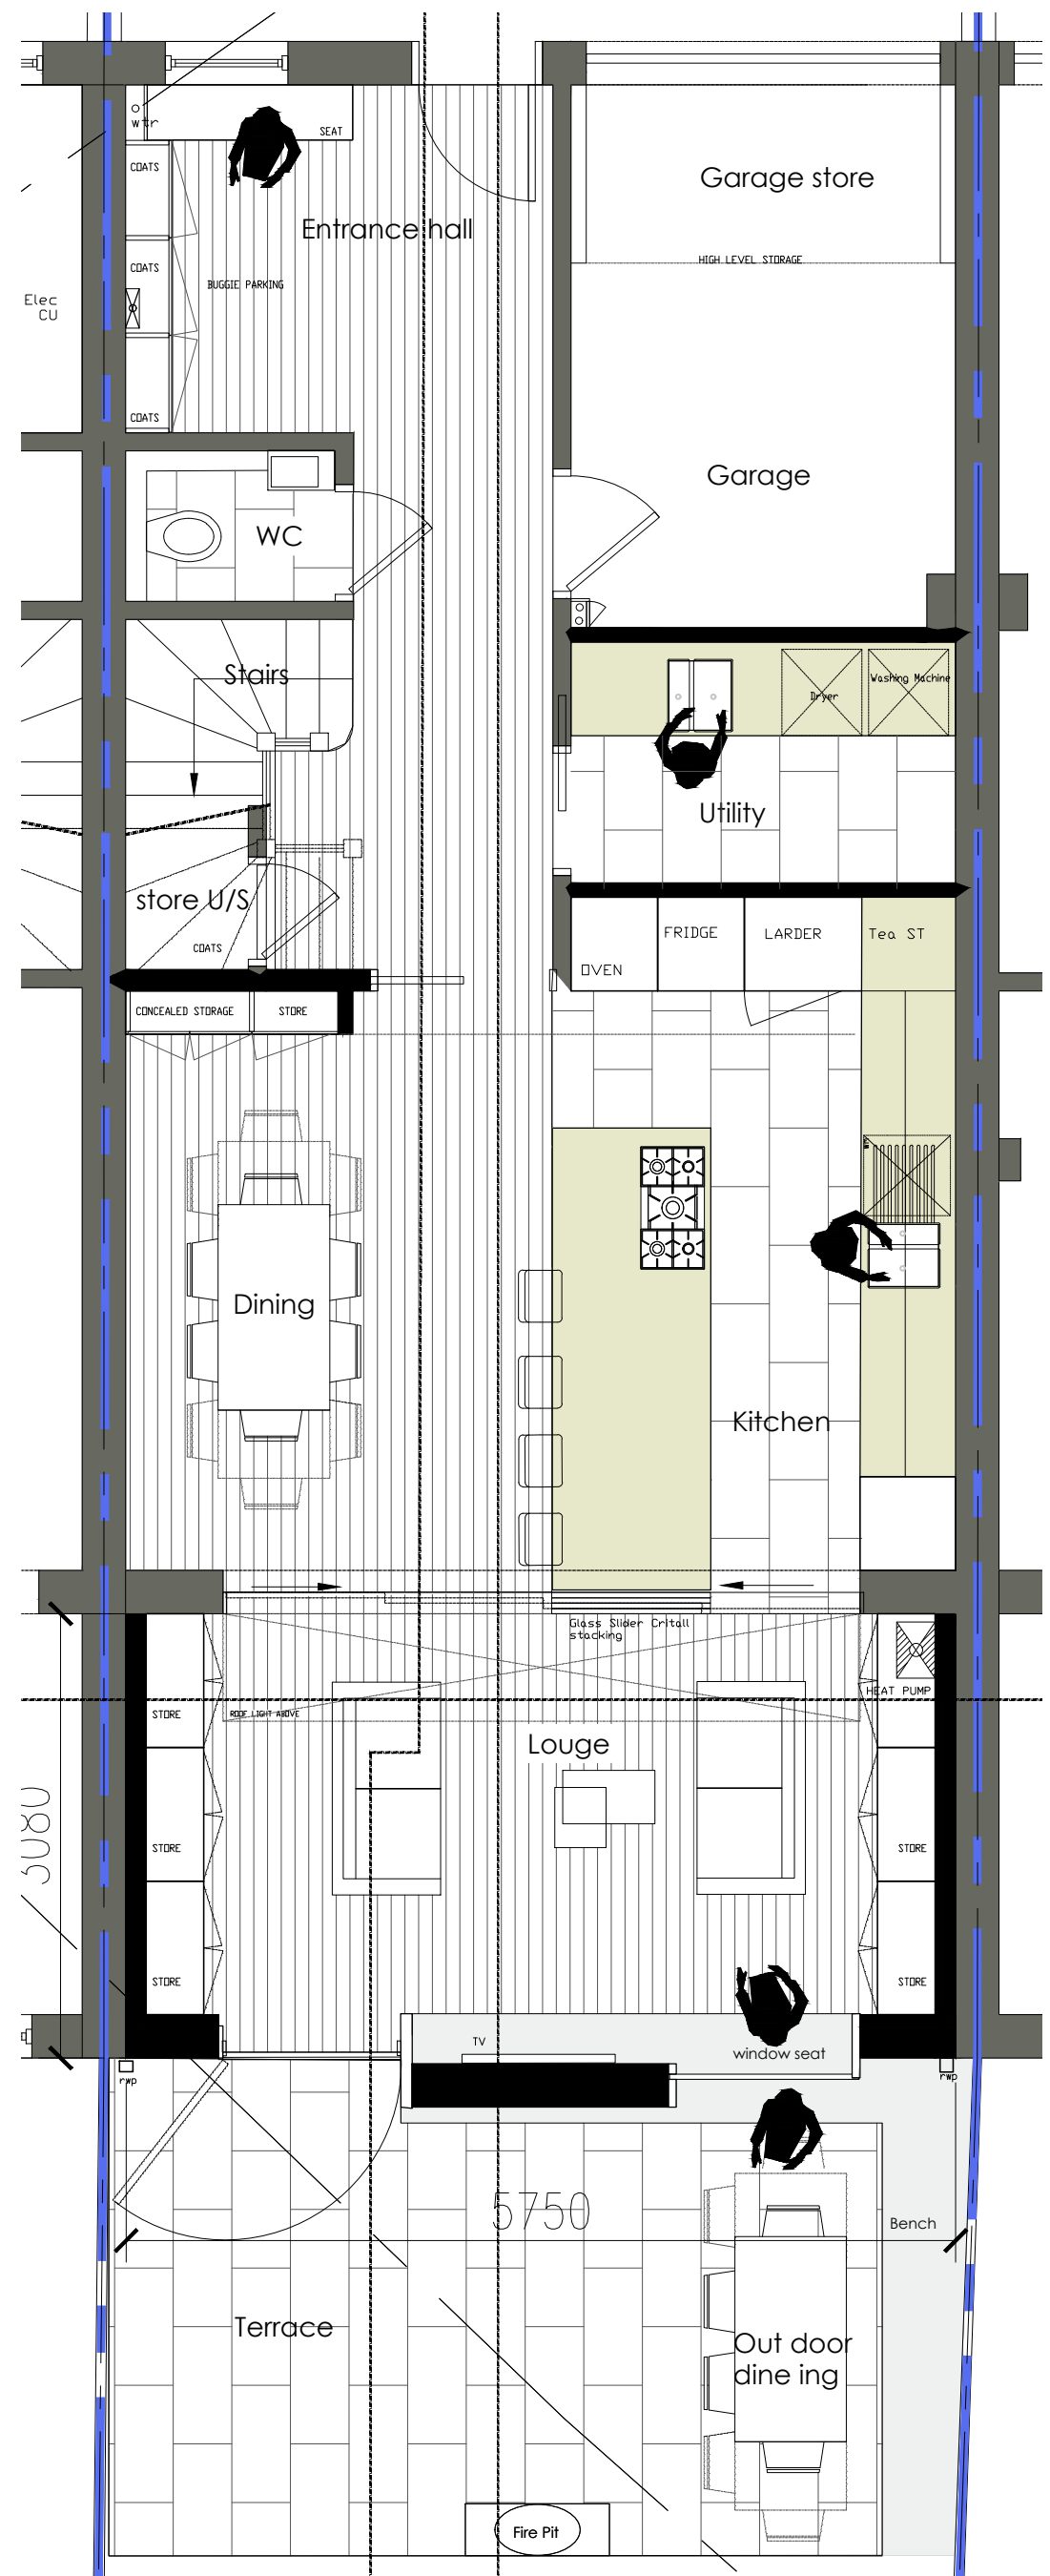 wtr
SEAT
COATS
Garage store
Entrance hall
HIGH LEVEL STORAGE
COATS
BUGGIE PARKING
Elec
CU
COATS
Garage
WC
Stairs
Washing Machine
Dryer
Utility
store U/S
COATS
FRIDGE
LARDER
Tea ST
OVEN
CONCEALED STORAGE
STORE
Dining
Kitchen
Glass Slider Critall
stacking
HEAT PUMP
STORE
ROOF LIGHT ABOVE
Louge
3080
STORE
STORE
STORE
STORE
TV
window seat
rwp
rwp
5750
Bench
Terrace
Out door
dine ing
Fire Pit